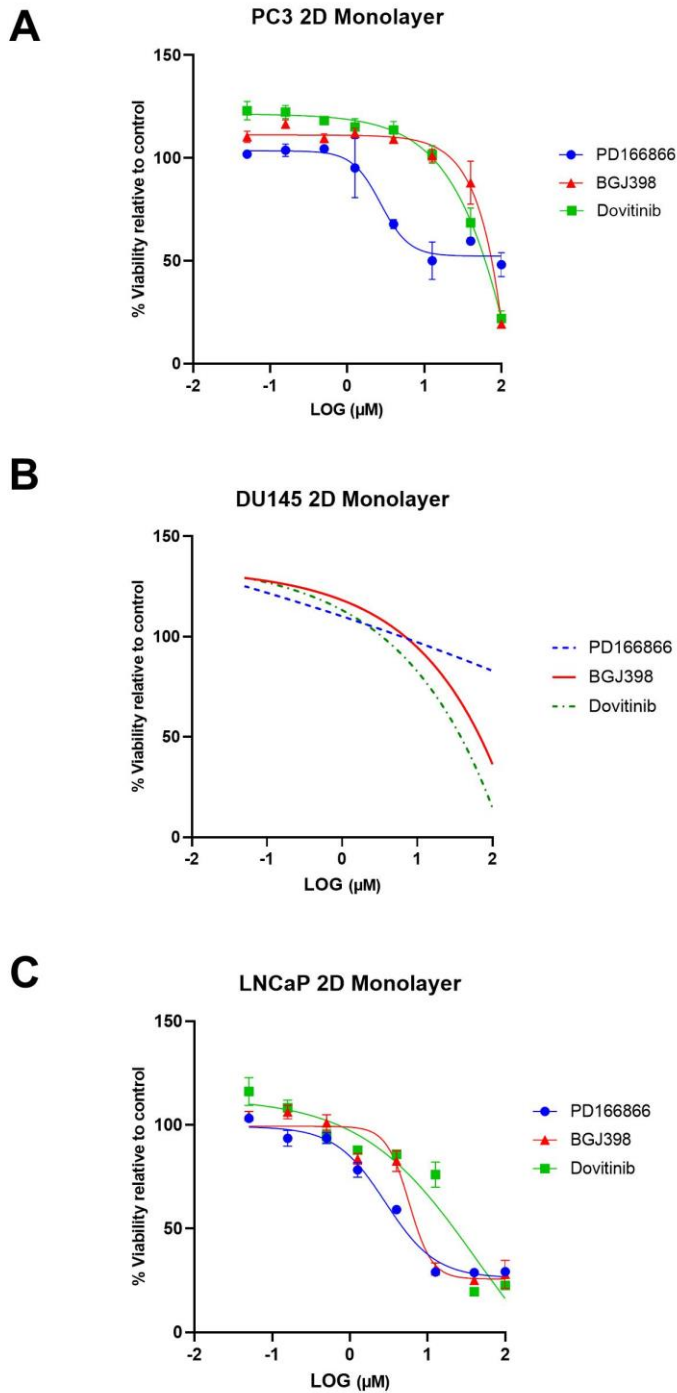 A
PC3 2D Monolayer
% Viability relative to control
150
100
50
0
-2
-1
0
1
2
LOG (µM)
PD166866
BGJ398
Dovitinib
B
DU145 2D Monolayer
% Viability relative to control
150
100
50
0
-2
-1
0
1
2
LOG (µM)
PD166866
BGJ398
Dovitinib
C
LNCaP 2D Monolayer
% Viability relative to control
150
100
50
0
-2
-1
0
1
2
LOG (µM)
PD166866
BGJ398
Dovitinib